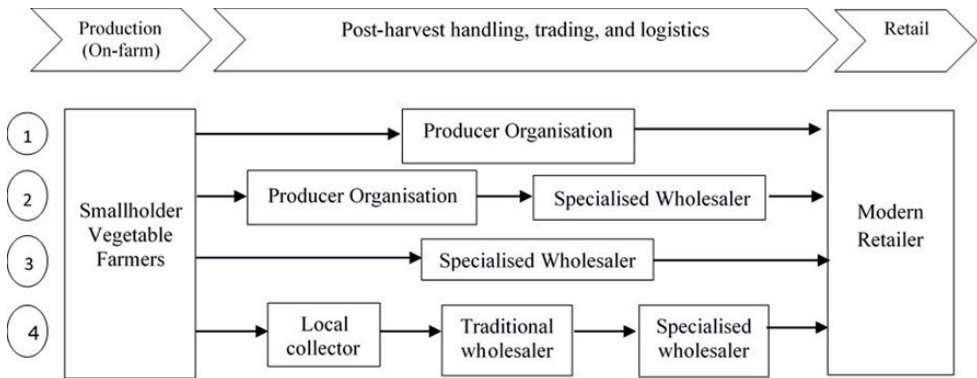 Production
(On-farm)
Post-harvest handling, trading, and logistics
Retail
1
Producer Organisation
2
Producer Organisation
Specialised Wholesaler
Smallholder
Vegetable
Farmers
Modern
Retailer
3
Specialised Wholesaler
4
Local
collector
Traditional
wholesaler
Specialised
wholesaler